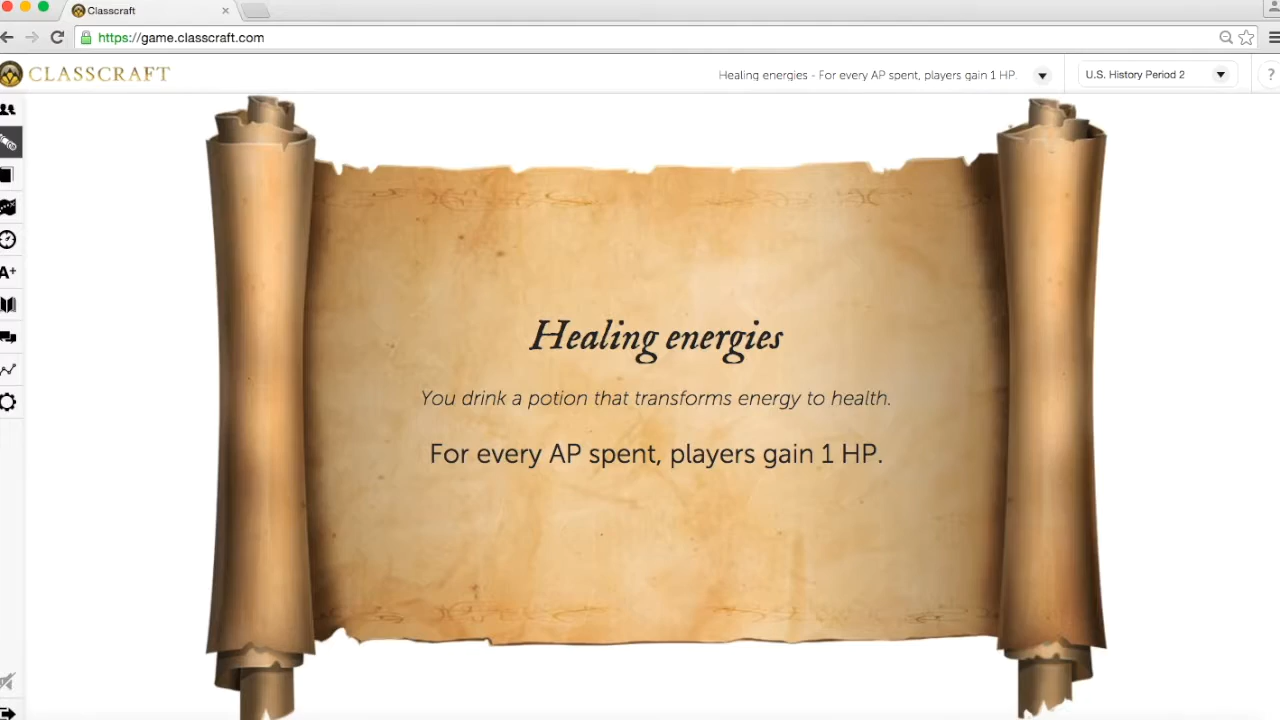 Classcraft
https://game.classcraft.com
CLASSCRAFT
Healing energies - For every AP spent, players gain 1 HP.
U.S. History Period 2
?
A+
Healing energies
You drink a potion that transforms energy to health.
For every AP spent, players gain 1 HP.